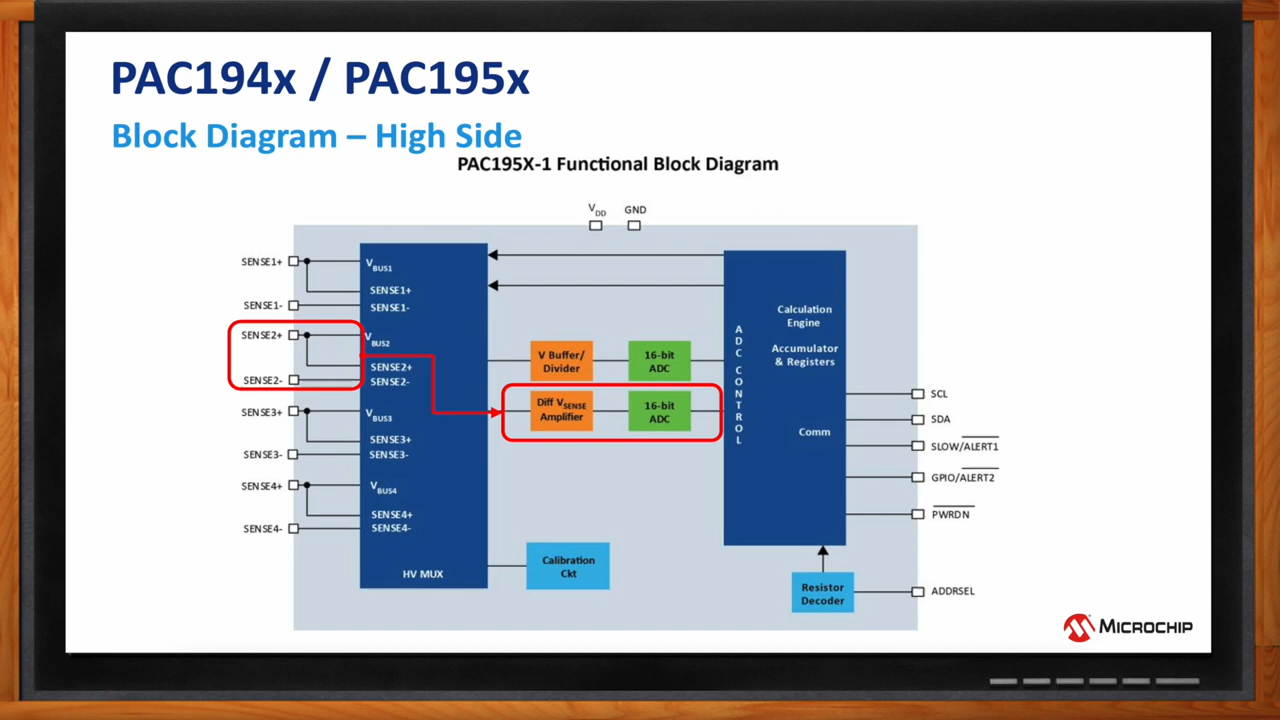 PAC194x / PAC195x
Block Diagram – High Side
PAC195X-1 Functional Block Diagram
VDD
GND
SENSE1+
VBUS1
SENSE1+
SENSE1-
SENSE1-
SENSE2+
VBUS2
SENSE2+
SENSE2-
SENSE2-
SENSE3+
VBUS3
SENSE3+
SENSE3-
SENSE3-
SENSE4+
VBUS4
SENSE4+
SENSE4-
SENSE4-
HV MUX
V Buffer/
Divider
16-bit
ADC
Diff VSENSE
Amplifier
16-bit
ADC
Calibration
Ckt
ADC CONTROL
Calculation
Engine
Accumulator
& Registers
Comm
Resistor
Decoder
SCL
SDA
SLOW/ALERT1
GPIO/ALERT2
PWRDN
ADDRSEL
MICROCHIP